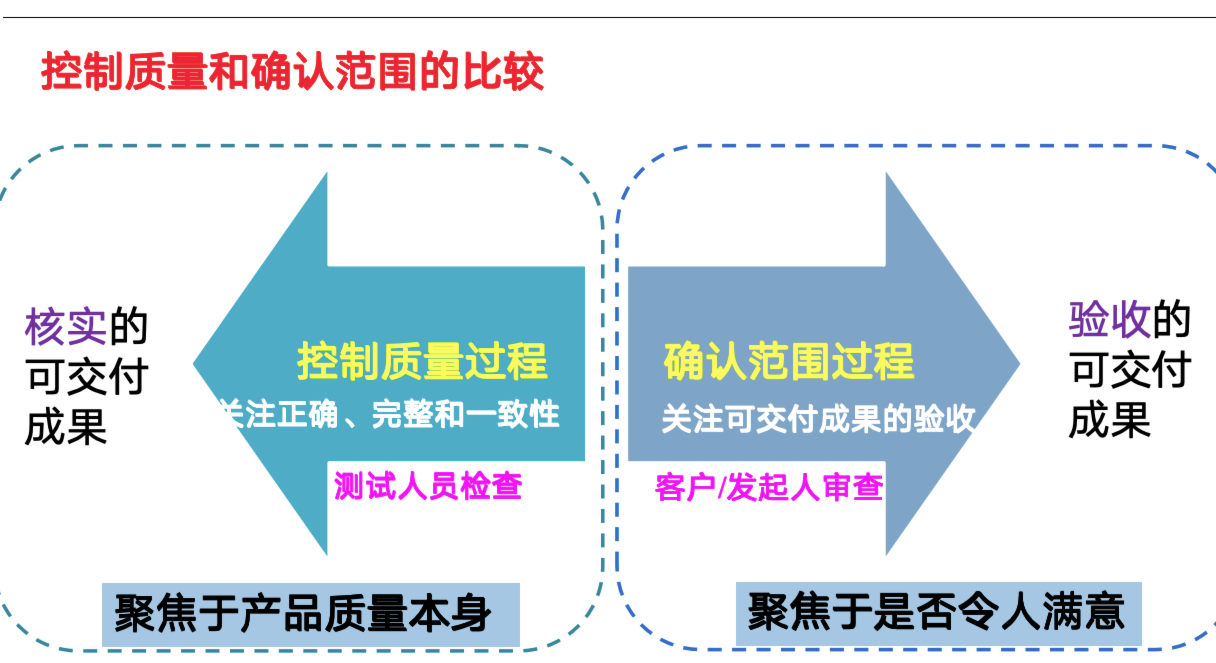 控制质量和确认范围的比较
核实的
可交付
成果
控制质量过程
关注正确、完整和一致性
测试人员检查
聚焦于产品质量本身
确认范围过程
关注可交付成果的验收
客户/发起人审查
验收的
可交付
成果
聚焦于是否令人满意